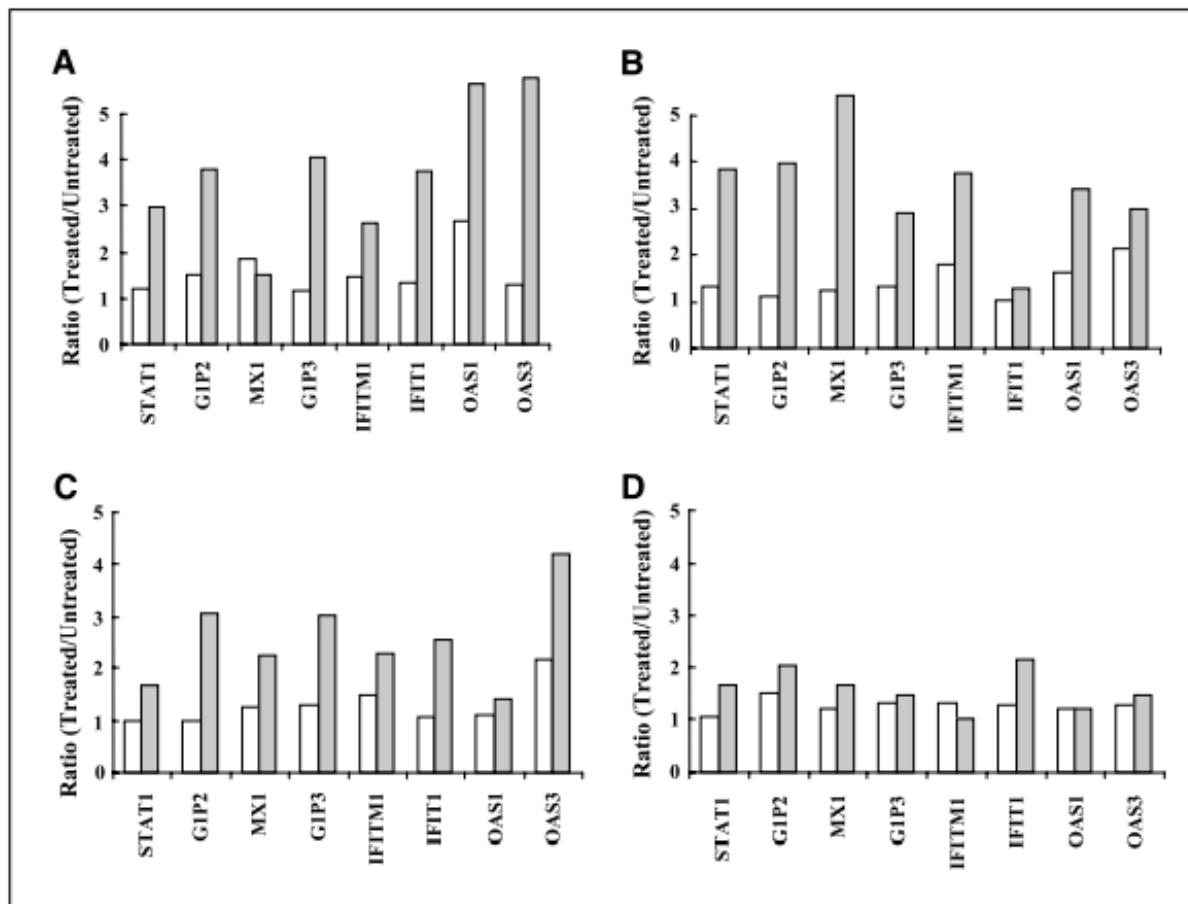 A
Ratio (Treated/Untreated)
5
4
3
2
1
0
STAT1
G1P2
MX1
G1P3
IFITM1
IFIT1
OAS1
OAS3
B
Ratio (Treated/Untreated)
5
4
3
2
1
0
STAT1
G1P2
MX1
G1P3
IFITM1
IFIT1
OAS1
OAS3
C
Ratio (Treated/Untreated)
5
4
3
2
1
0
STAT1
G1P2
MX1
G1P3
IFITM1
IFIT1
OAS1
OAS3
D
Ratio (Treated/Untreated)
5
4
3
2
1
0
STAT1
G1P2
MX1
G1P3
IFITM1
IFIT1
OAS1
OAS3